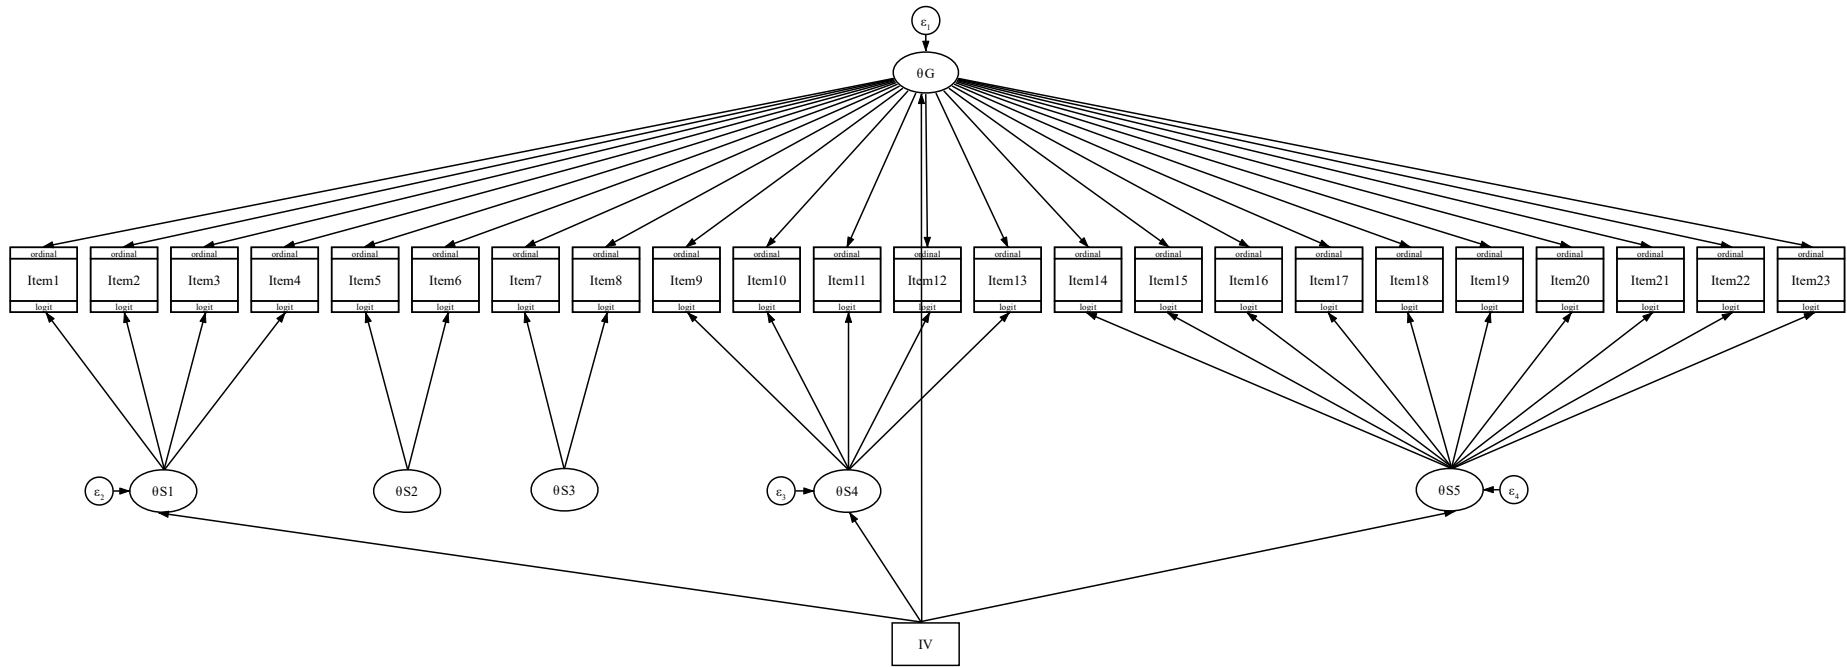 ε1
θG
ordinal ordinal ordinal ordinal ordinal ordinal ordinal ordinal ordinal ordinal ordinal ordinal ordinal ordinal ordinal ordinal ordinal ordinal ordinal ordinal ordinal ordinal ordinal
Item1 Item2 Item3 Item4 Item5 Item6 Item7 Item8 Item9 Item10 Item11 Item12 Item13 Item14 Item15 Item16 Item17 Item18 Item19 Item20 Item21 Item22 Item23
logit logit logit logit logit logit logit logit logit logit logit logit logit logit logit logit logit logit logit logit logit logit logit
ε2 θS1 θS2 θS3 ε3 θS4 θS5 ε4
IV